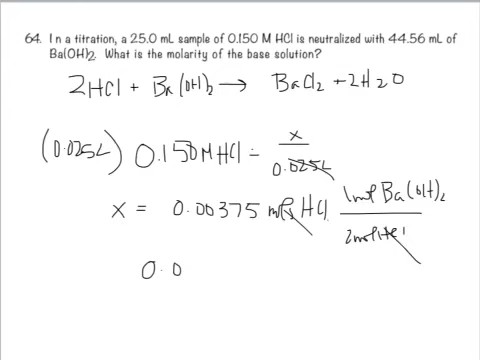 64. In a titration, a 25.0 mL sample of 0.150 M HCl is neutralized with 44.56 mL of
Ba(OH)2. What is the molarity of the base solution?
2HCl + Ba(OH)2 → BaCl2 + 2H2O
(0.025L) 0.150M HCl = x / 0.025L
x = 0.00375 mols HCl 1mol Ba(OH)2 / 2mol HCl
0.0